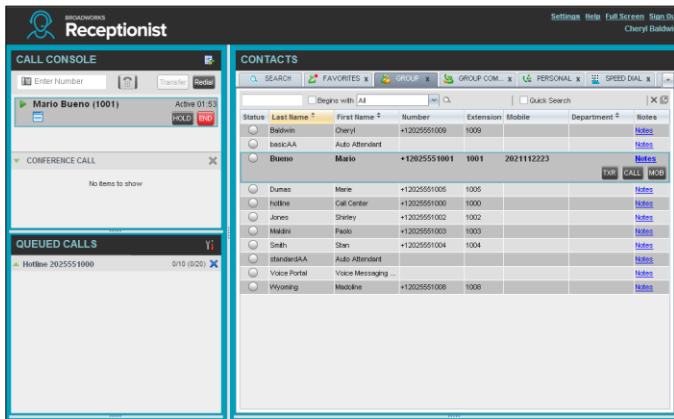 BROADWORKS
Receptionist
Settings Help Full Screen Sign Ou
Cheryl Baldwi
CALL CONSOLE
Enter Number Transfer Redial
Mario Bueno (1001) Active 01:53
HOLD END
CONFERENCE CALL
No items to show
QUEUED CALLS
Hotline 2025551000 0/10 (0/20)
CONTACTS
SEARCH FAVORITES x GROUP x GROUP COM... x PERSONAL x SPEED DIAL x
Begins with All Quick Search
Status Last Name First Name Number Extension Mobile Department Notes
Baldwin Cheryl +12025551009 1009 Notes
basicAA Auto Attendant Notes
Bueno Mario +12025551001 1001 2021112223 Notes
TXR CALL MOB
Dumas Marie +12025551005 1005 Notes
hotline Call Center +12025551000 1000 Notes
Jones Shirley +12025551002 1002 Notes
Maldini Paolo +12025551003 1003 Notes
Smith Stan +12025551004 1004 Notes
standardAA Auto Attendant Notes
Voice Portal Voice Messaging ... Notes
Wyoming Madoline +12025551008 1008 Notes